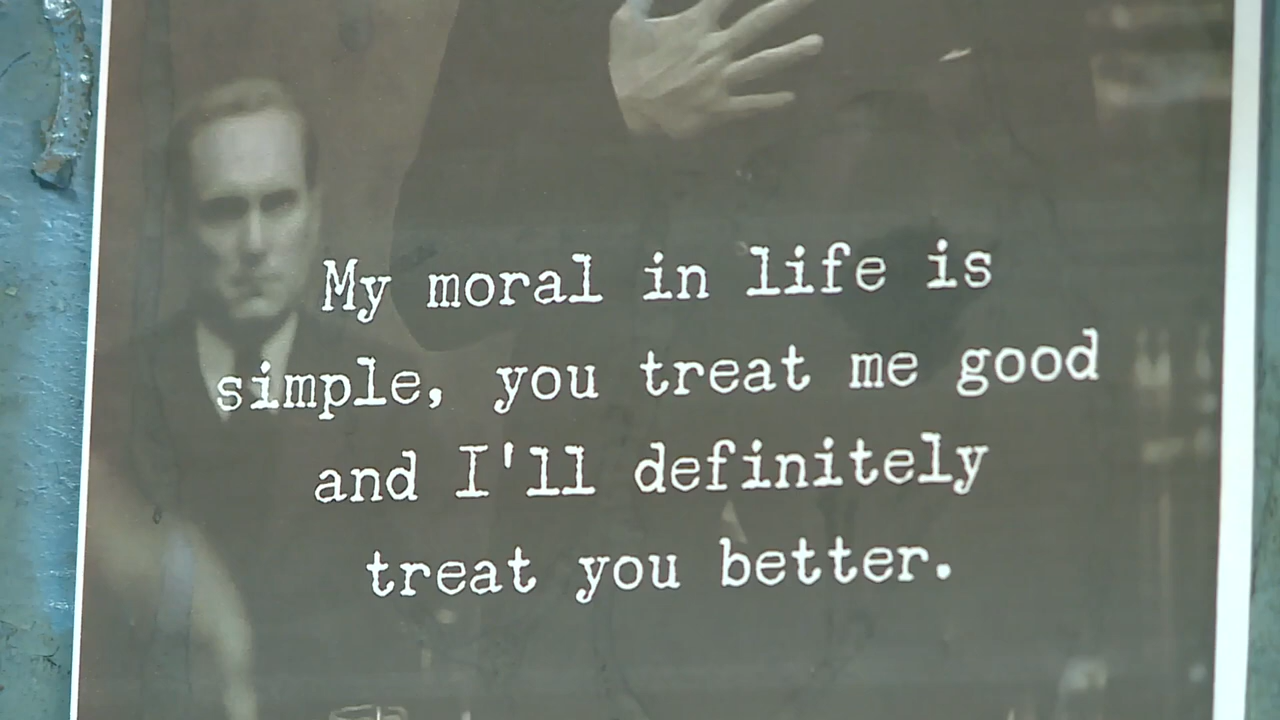 My moral in life is
simple, you treat me good
and I'll definitely
treat you better.